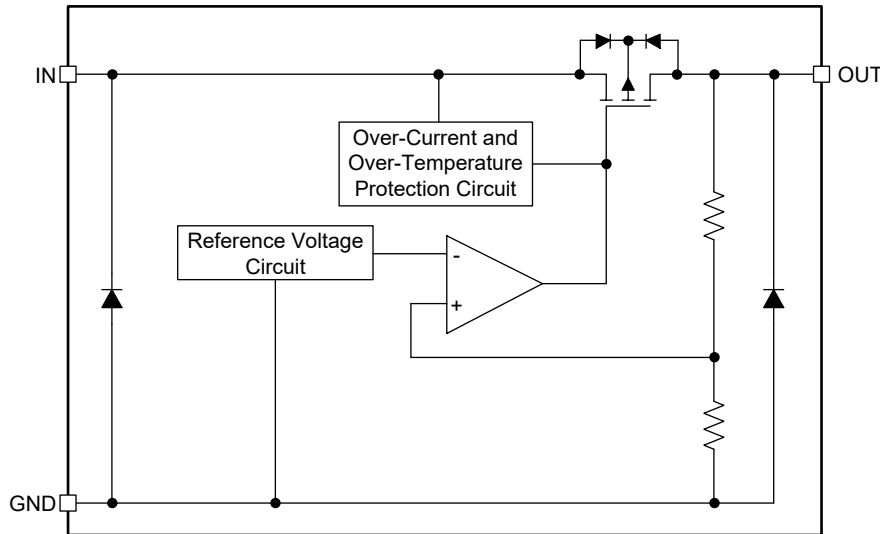 IN
OUT
Over-Current and
Over-Temperature
Protection Circuit
Reference Voltage
Circuit
-
+
GND